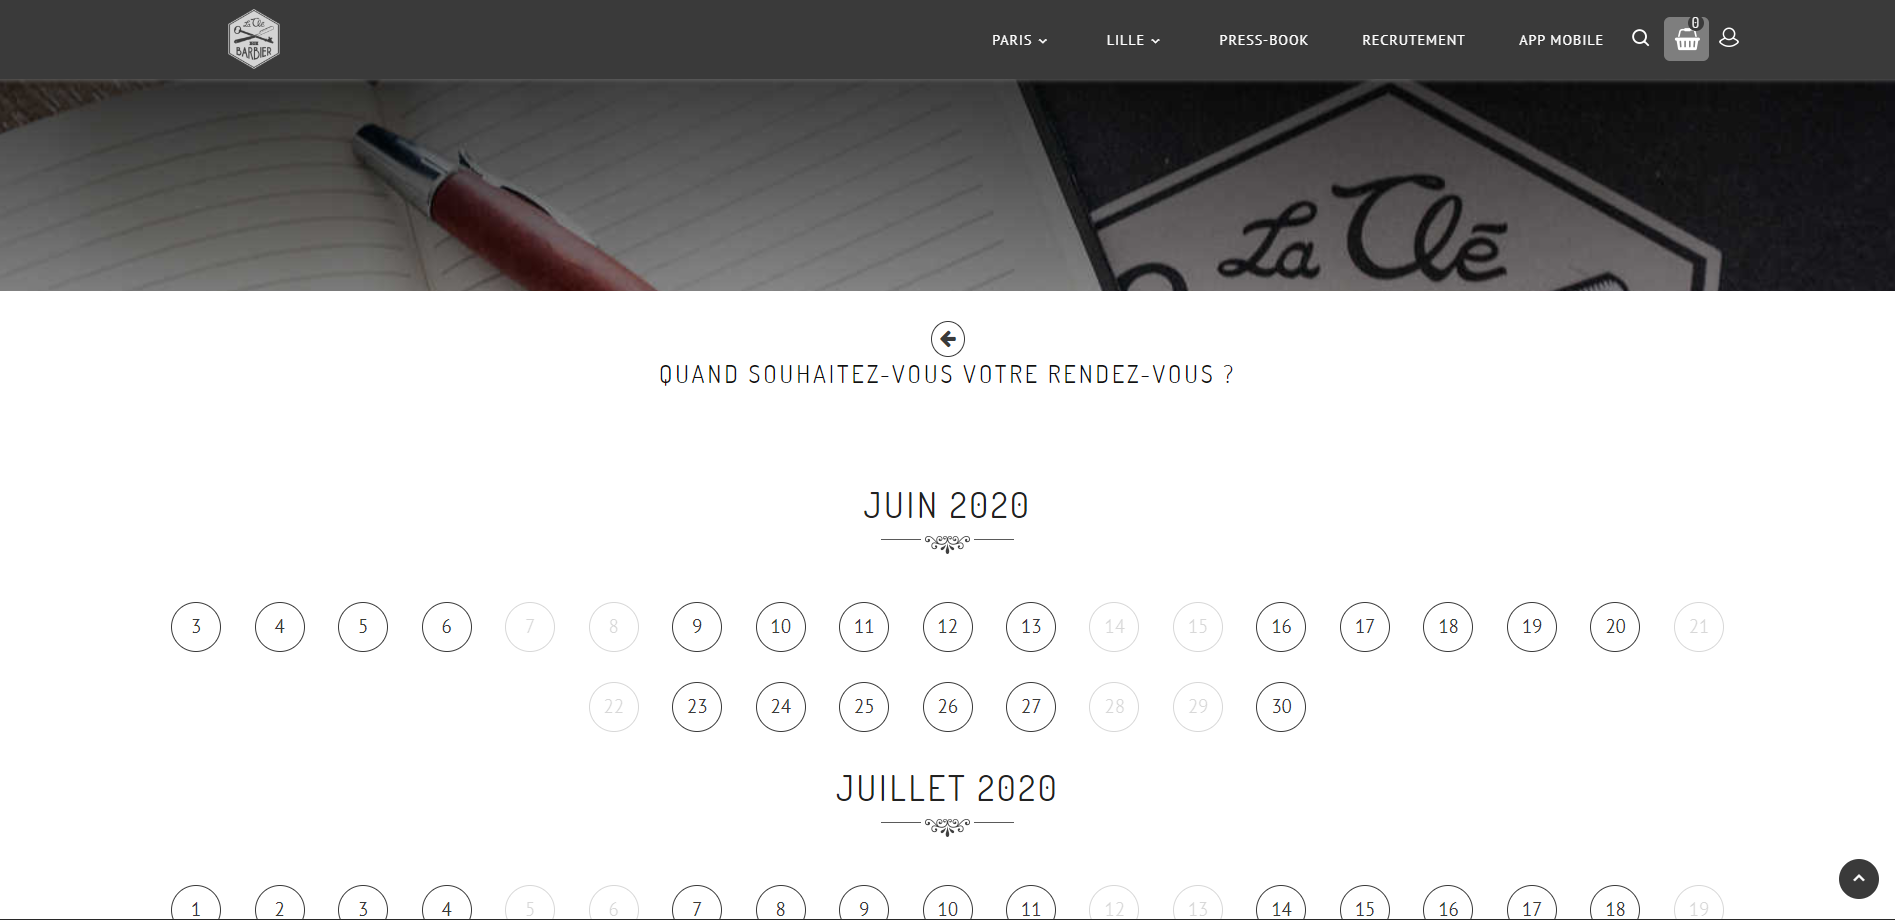 La Clé
DU
BARBIER
PARIS
LILLE
PRESS-BOOK
RECRUTEMENT
APP MOBILE
0
La Clé
QUAND SOUHAITEZ-VOUS VOTRE RENDEZ-VOUS ?
JUIN 2020
3 4 5 6 7 8 9 10 11 12 13 14 15 16 17 18 19 20 21
22 23 24 25 26 27 28 29 30
JUILLET 2020
1 2 3 4 5 6 7 8 9 10 11 12 13 14 15 16 17 18 19